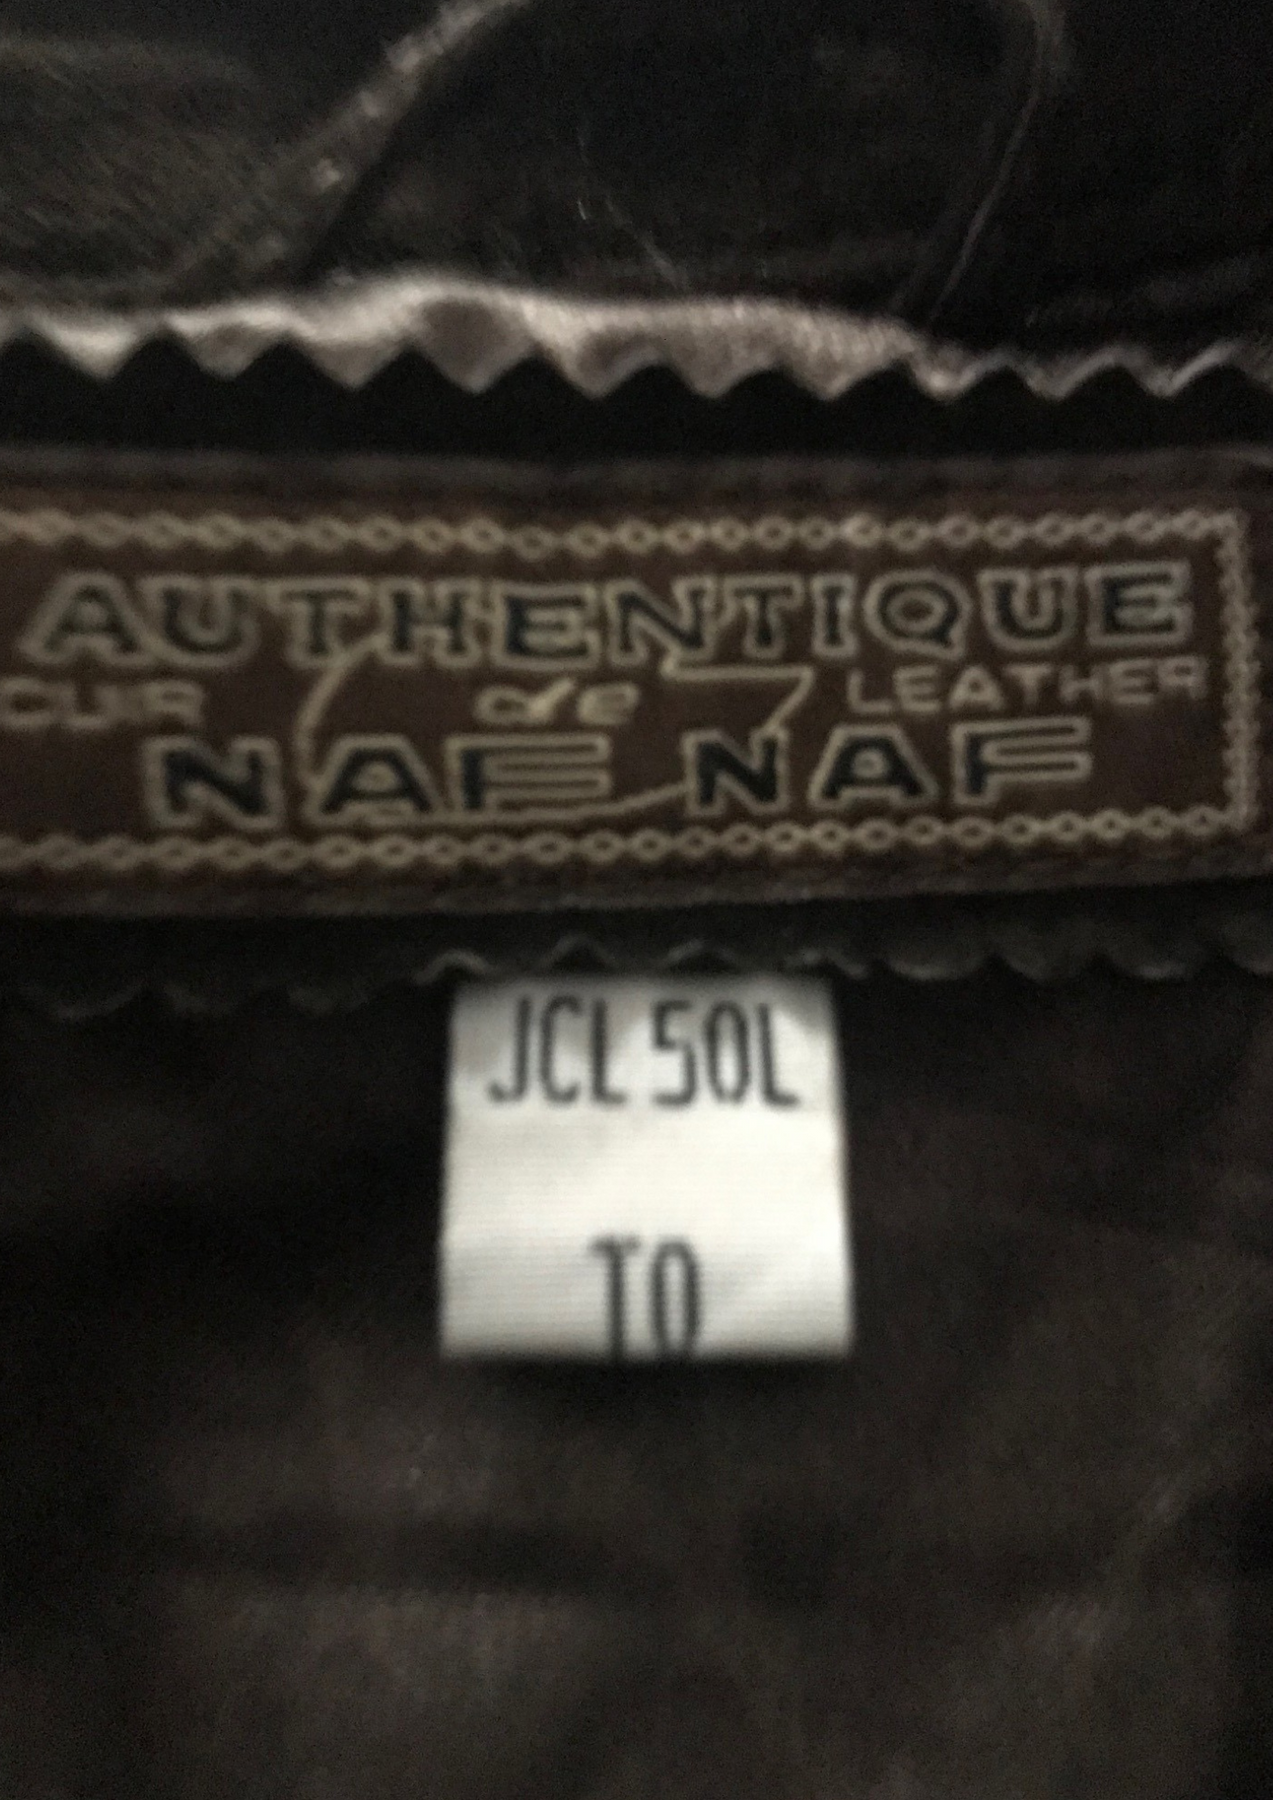 AUTHENTIQUE
CUIR de LEATHER
NAF NAF
JCL 50L
T0